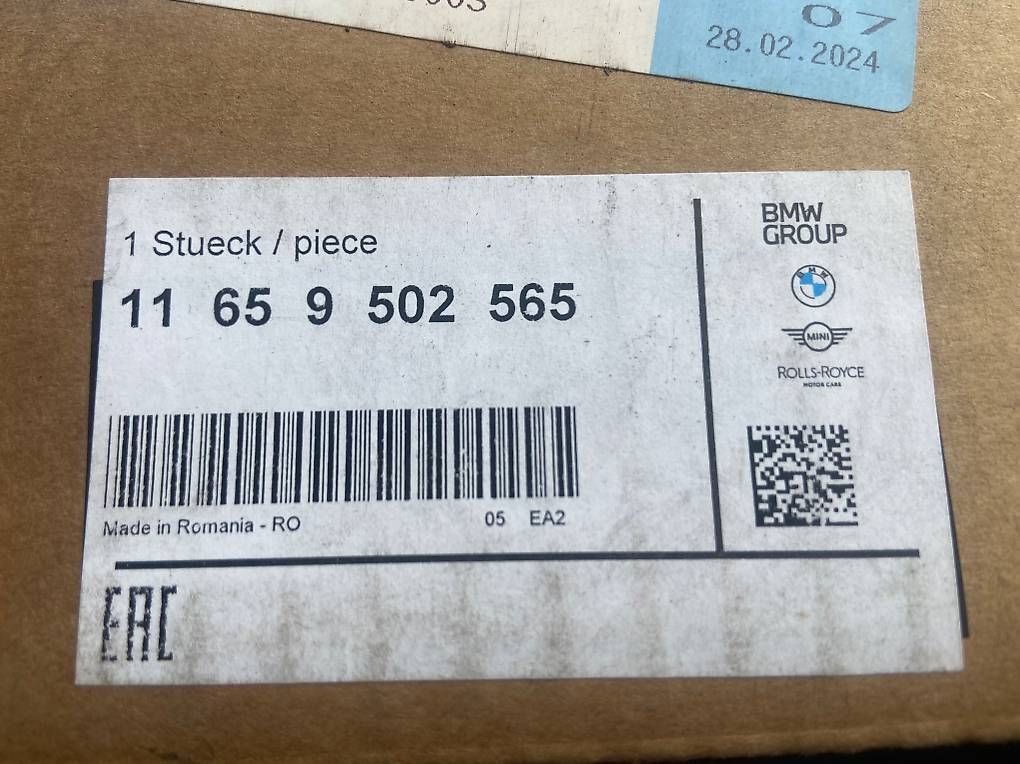 07
28.02.2024
1 Stueck / piece
11 65 9 502 565
BMW
GROUP
BMW
MINI
ROLLS-ROYCE
MOTOR CARS
Made in Romania - RO
05 EA2
EAC